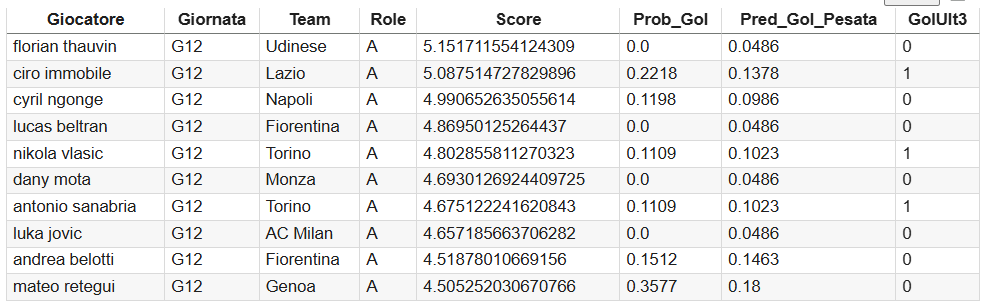 Giocatore Giornata Team Role Score Prob_Gol Pred_Gol_Pesata GolUlt3
florian thauvin G12 Udinese A 5.151711554124309 0.0 0.0486 0
ciro immobile G12 Lazio A 5.087514727829896 0.2218 0.1378 1
cyril ngonge G12 Napoli A 4.990652635055614 0.1198 0.0986 0
lucas beltran G12 Fiorentina A 4.86950125264437 0.0 0.0486 0
nikola vlasic G12 Torino A 4.802855811270323 0.1109 0.1023 1
dany mota G12 Monza A 4.6930126924409725 0.0 0.0486 0
antonio sanabria G12 Torino A 4.675122241620843 0.1109 0.1023 1
luka jovic G12 AC Milan A 4.657185663706282 0.0 0.0486 0
andrea belotti G12 Fiorentina A 4.51878010669156 0.1512 0.1463 0
mateo retegui G12 Genoa A 4.505252030670766 0.3577 0.18 0